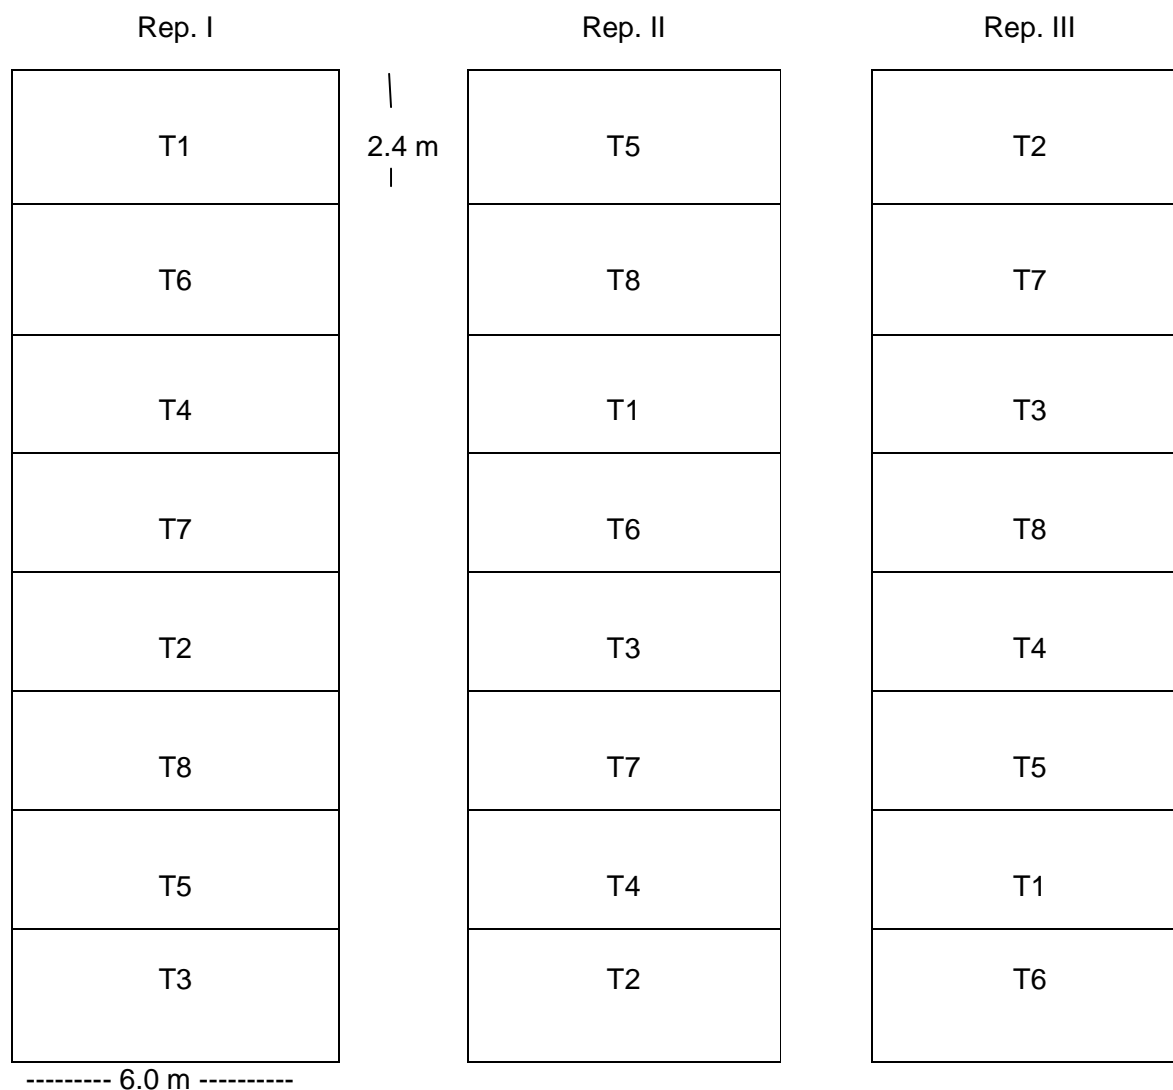 Rep. I Rep. II Rep. III
T1 2.4 m T5 T2
T6 T8 T7
T4 T1 T3
T7 T6 T8
T2 T3 T4
T8 T7 T5
T5 T4 T1
T3 T2 T6
--------- 6.0 m ----------